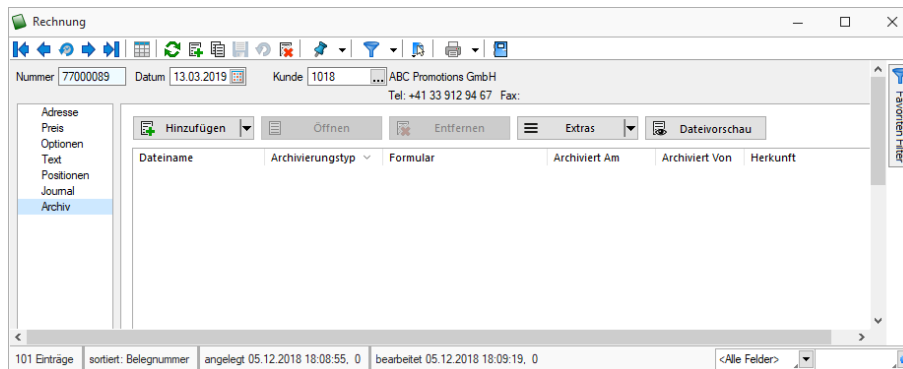 Rechnung
Nummer 77000089 Datum 13.03.2019 Kunde 1018 ... ABC Promotions GmbH
Tel: +41 33 912 94 67 Fax:
Favoriten Filter
Adresse
Preis
Optionen
Text
Positionen
Journal
Archiv
Hinzufügen Öffnen Entfernen Extras Dateivorschau
Dateiname Archivierungstyp Formular Archiviert Am Archiviert Von Herkunft
101 Einträge sortiert: Belegnummer angelegt 05.12.2018 18:08:55, 0 bearbeitet 05.12.2018 18:09:19, 0 <Alle Felder>